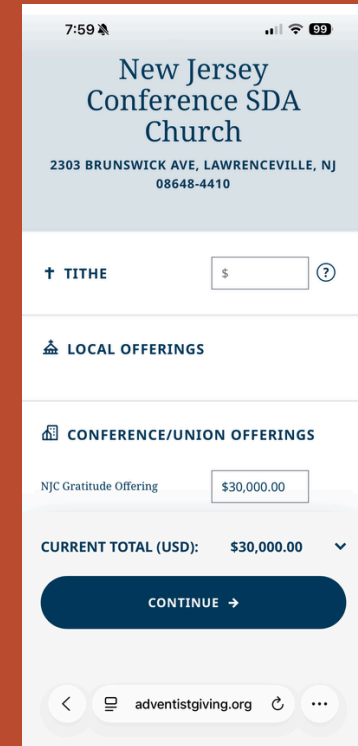 7:59
99
New Jersey
Conference SDA
Church
2303 BRUNSWICK AVE, LAWRENCEVILLE, NJ
08648-4410
TITHE $ ?
LOCAL OFFERINGS
CONFERENCE/UNION OFFERINGS
NJC Gratitude Offering $30,000.00
CURRENT TOTAL (USD): $30,000.00
CONTINUE →
adventistgiving.org